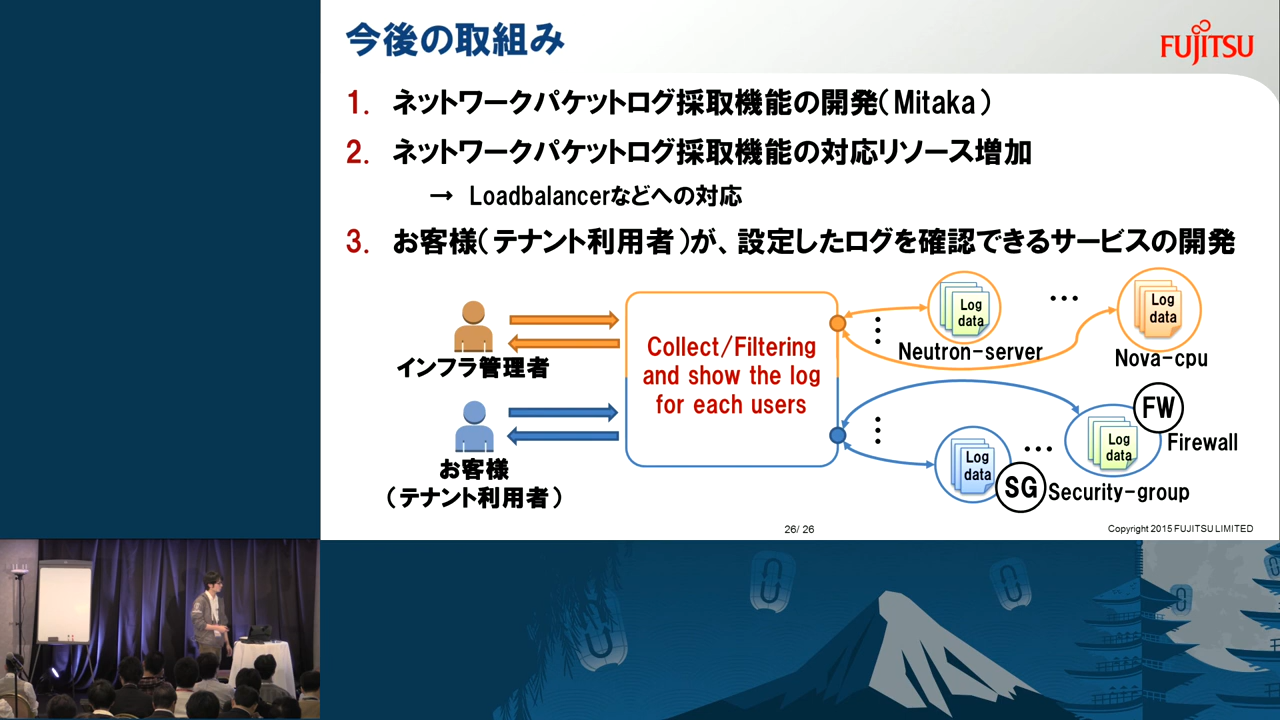 今後の取組み
FUJITSU
1. ネットワークパケットログ採取機能の開発(Mitaka)
2. ネットワークパケットログ採取機能の対応リソース増加
→ Loadbalancerなどへの対応
3. お客様(テナント利用者)が、設定したログを確認できるサービスの開発
インフラ管理者
お客様
(テナント利用者)
Collect/Filtering
and show the log
for each users
Log
data
Neutron-server
...
Log
data
Nova-cpu
Log
data
FW
Firewall
...
Log
data
SG
Security-group
26/ 26
Copyright 2015 FUJITSU LIMITED